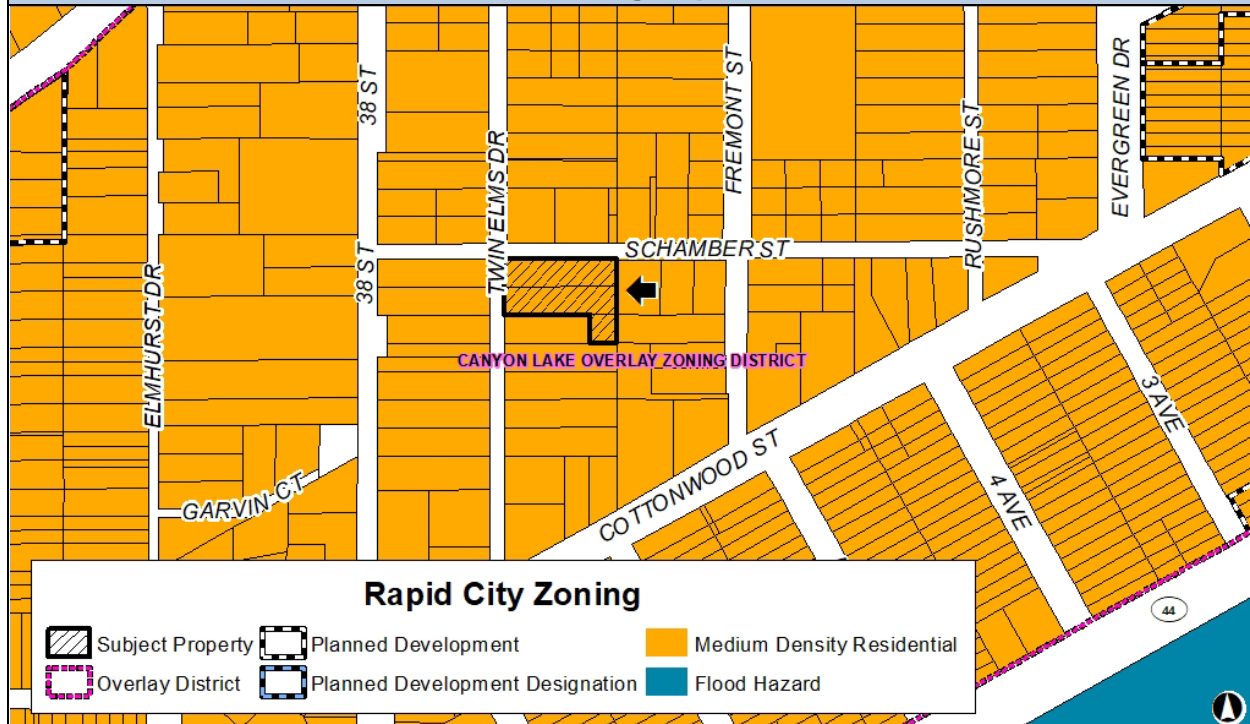 38 ST
FREMONT ST
EVERGREEN DR
TWIN ELMS DR
RUSHMORE ST
SCHAMBER ST
38 ST
ELMHURST DR
CANYON LAKE OVERLAY ZONING DISTRICT
3 AVE
COTTONWOOD ST
4 AVE
GARVIN CT
44
Rapid City Zoning
Subject Property
Planned Development
Medium Density Residential
Overlay District
Planned Development Designation
Flood Hazard